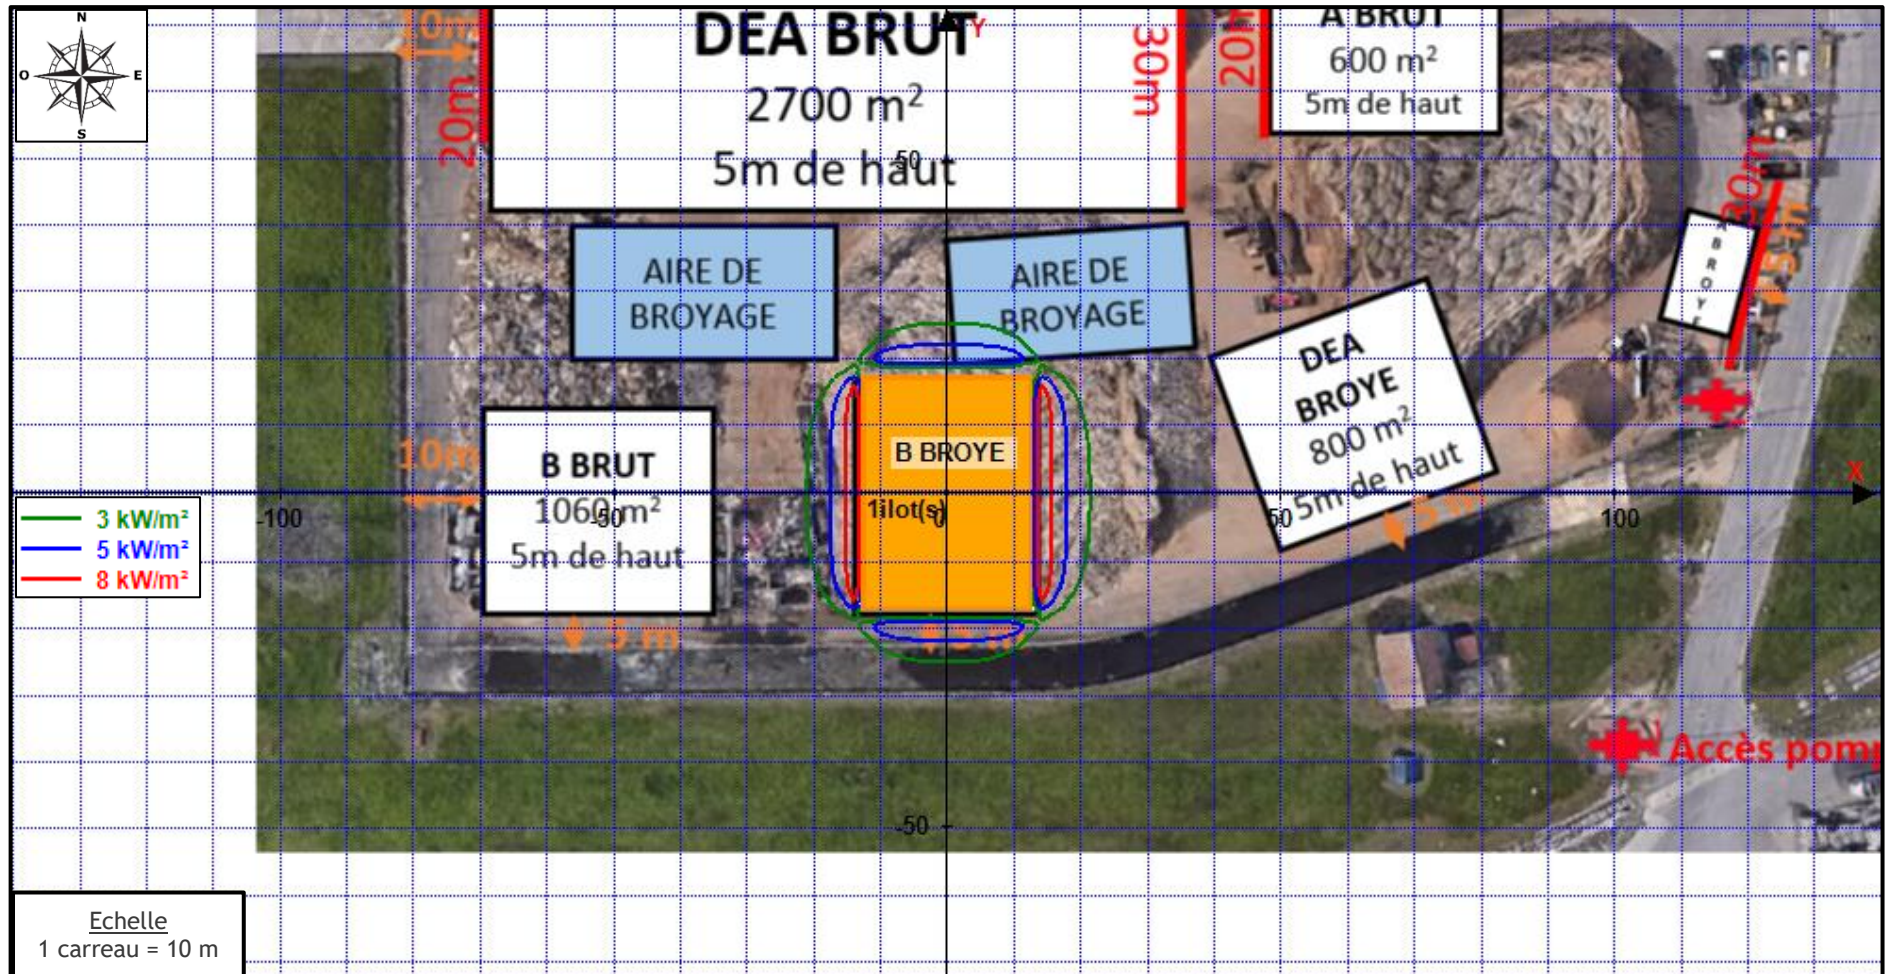 N
O
E
S
10m
20m
DEA BRUT
2700 m²
5m de haut
Y
30m
20m
A BRUT
600 m²
5m de haut
50
30m
5m
BROYE
AIRE DE
BROYAGE
AIRE DE
BROYAGE
DEA
BROYE
800 m²
5m de haut
5 m
10m
B BRUT
1060 m²
5m de haut
5 m
B BROYE
1ilot(s)
5 m
X
-100
-50
0
50
100
-50
3 kW/m²
5 kW/m²
8 kW/m²
Accès pom
Echelle
1 carreau = 10 m